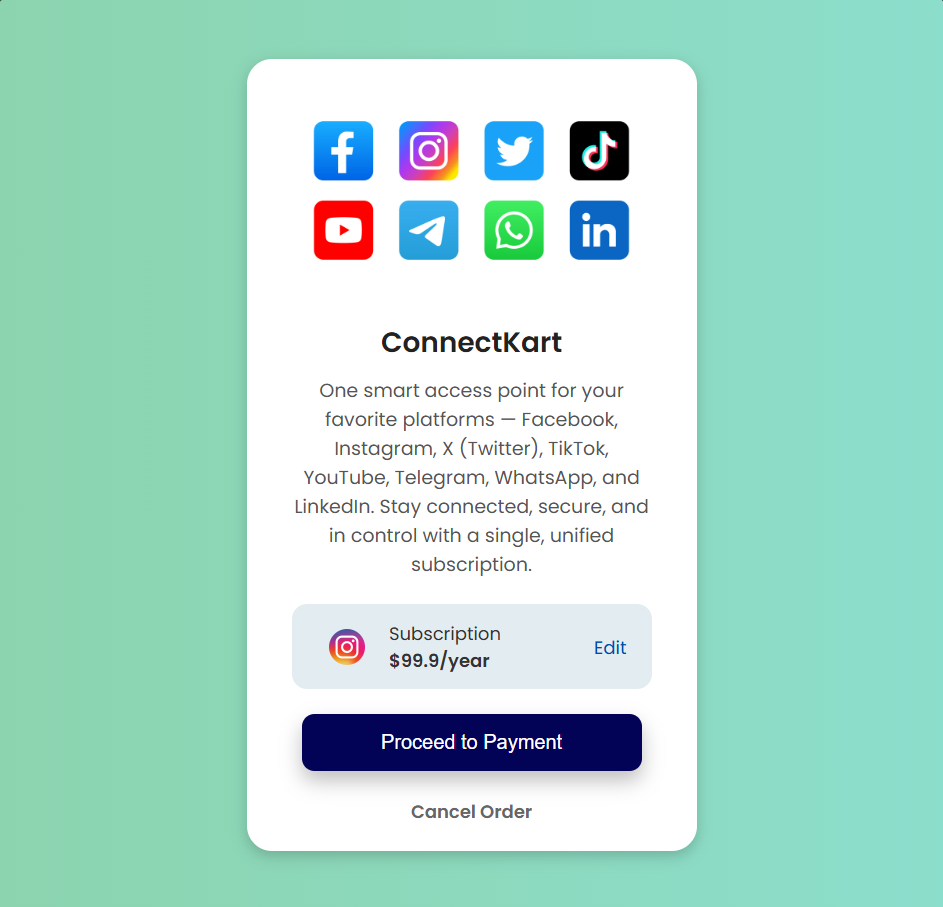 ConnectKart
One smart access point for your
favorite platforms — Facebook,
Instagram, X (Twitter), TikTok,
YouTube, Telegram, WhatsApp, and
LinkedIn. Stay connected, secure, and
in control with a single, unified
subscription.
Subscription
$99.9/year
Edit
Proceed to Payment
Cancel Order